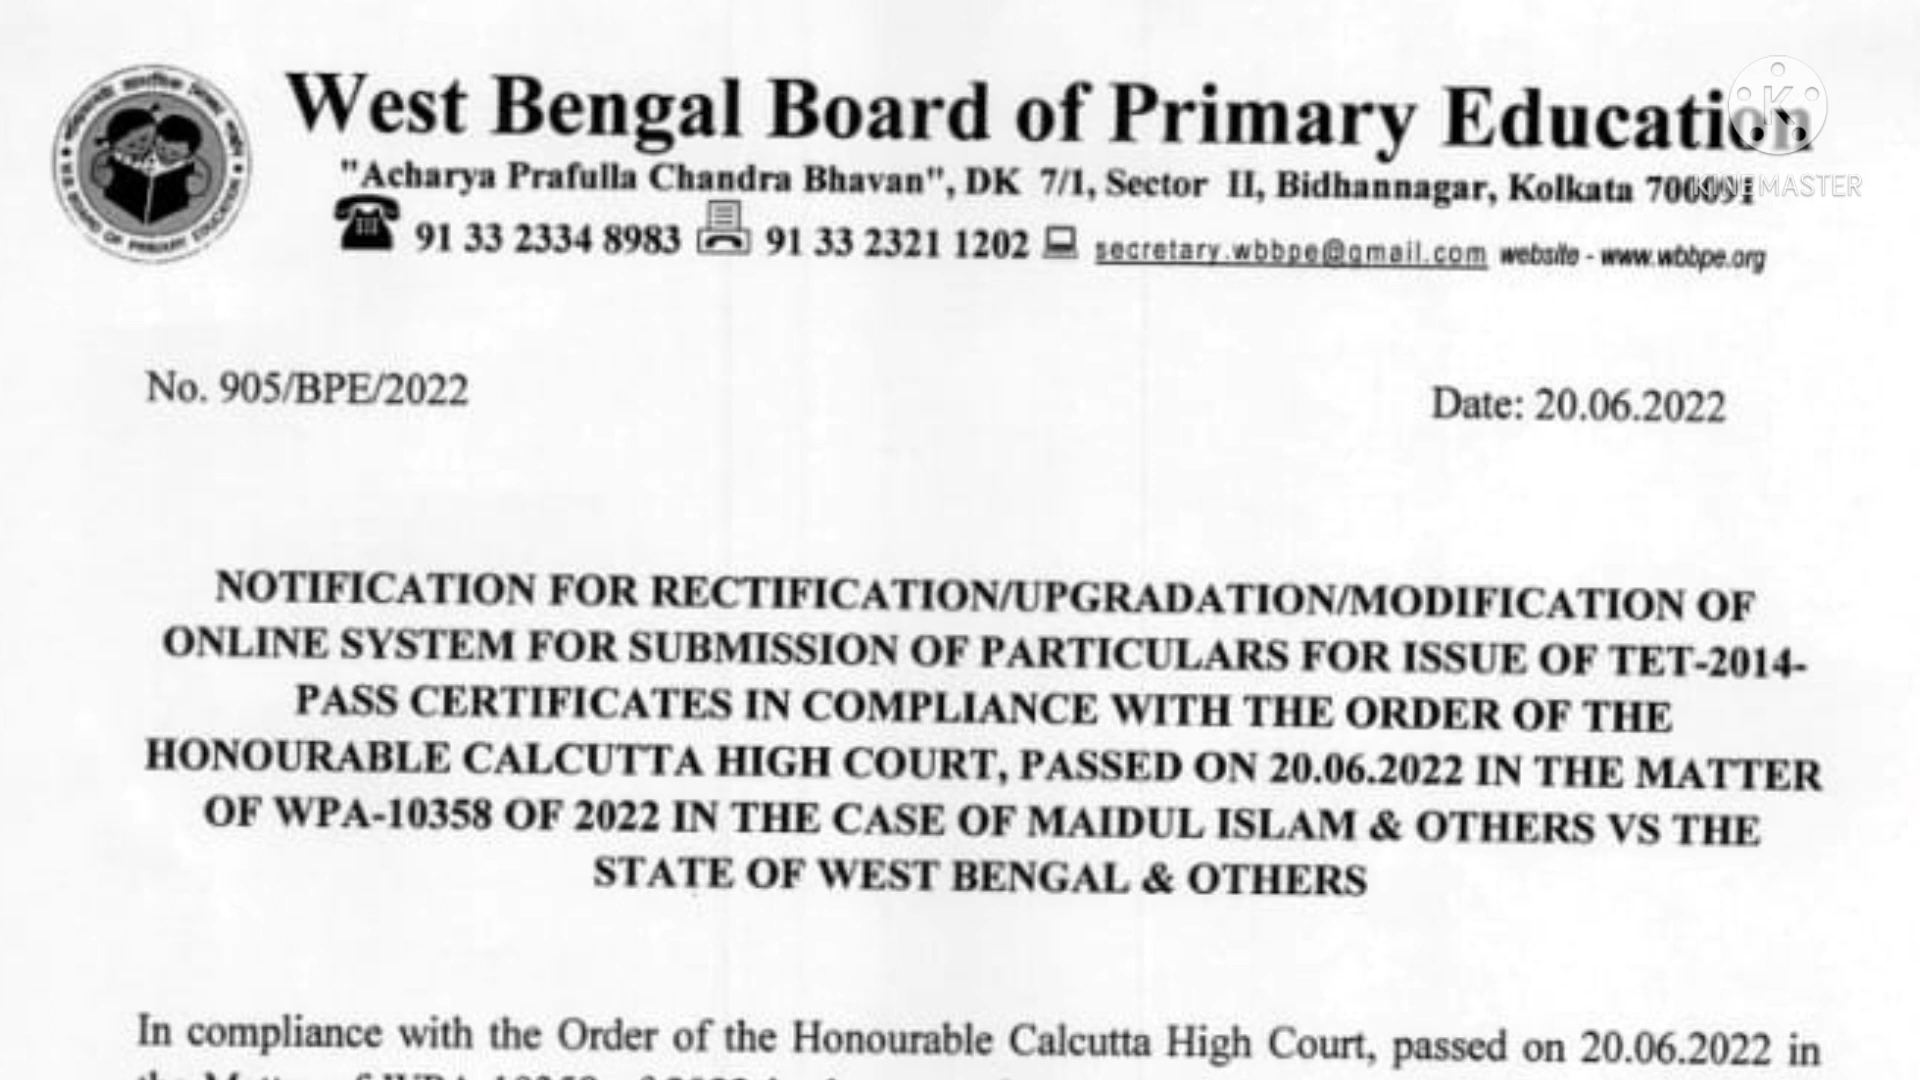 West Bengal Board of Primary Education
"Acharya Prafulla Chandra Bhavan", DK 7/1, Sector II, Bidhannagar, Kolkata 700091
91 33 2334 8983 91 33 2321 1202 secretary.wbbpe@gmail.com website - www.wbbpe.org
KINEMASTER
No. 905/BPE/2022
Date: 20.06.2022
NOTIFICATION FOR RECTIFICATION/UPGRADATION/MODIFICATION OF
ONLINE SYSTEM FOR SUBMISSION OF PARTICULARS FOR ISSUE OF TET-2014-
PASS CERTIFICATES IN COMPLIANCE WITH THE ORDER OF THE
HONOURABLE CALCUTTA HIGH COURT, PASSED ON 20.06.2022 IN THE MATTER
OF WPA-10358 OF 2022 IN THE CASE OF MAIDUL ISLAM & OTHERS VS THE
STATE OF WEST BENGAL & OTHERS
In compliance with the Order of the Honourable Calcutta High Court, passed on 20.06.2022 in